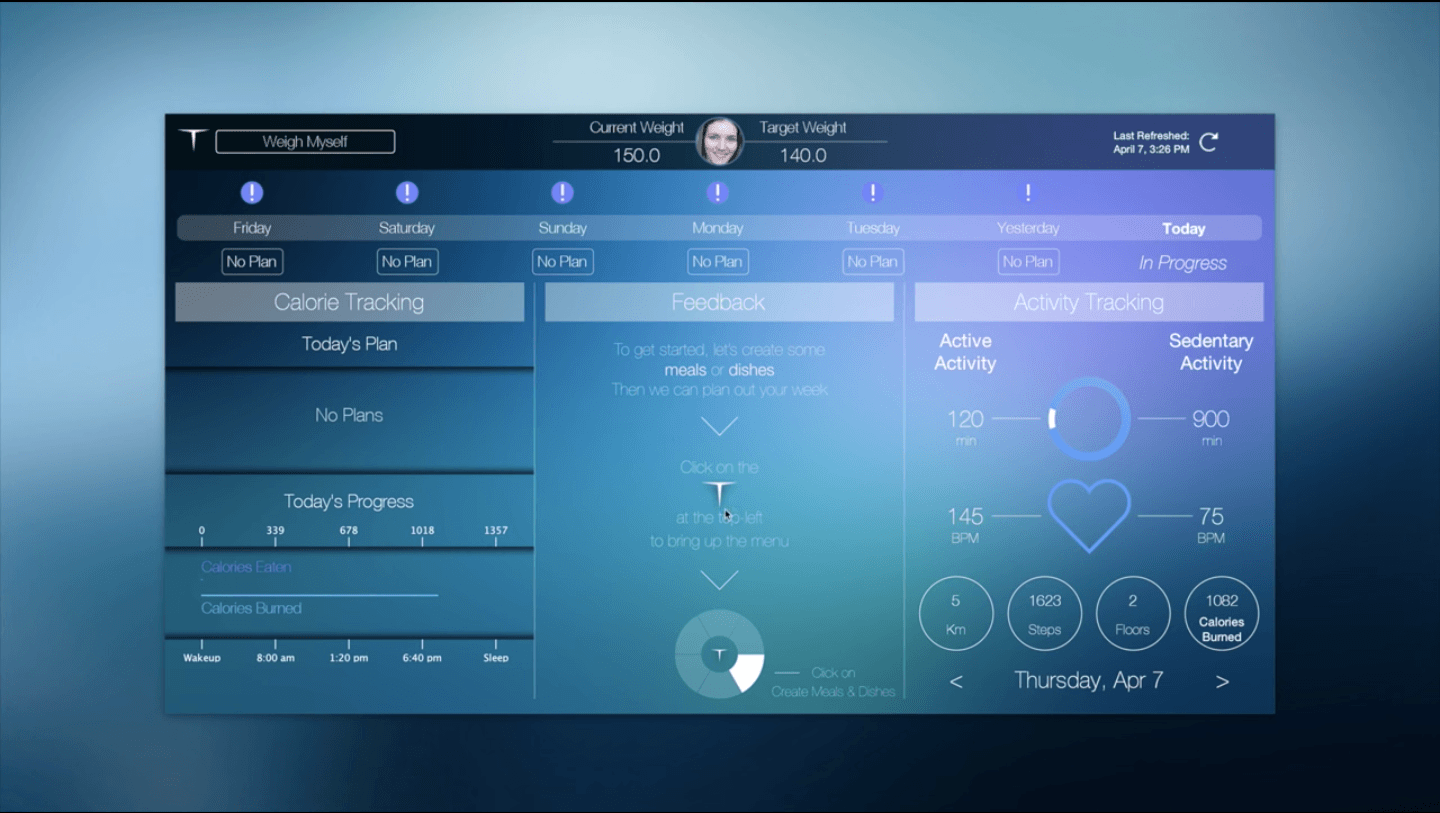 Weigh Myself
Current Weight
150.0
Target Weight
140.0
Last Refreshed:
April 7, 3:26 PM
! ! ! ! ! !
Friday Saturday Sunday Monday Tuesday Yesterday Today
No Plan No Plan No Plan No Plan No Plan No Plan In Progress
Calorie Tracking
Today's Plan
No Plans
Today's Progress
0 339 678 1018 1357
Calories Eaten
Calories Burned
Wakeup 8:00 am 1:20 pm 6:40 pm Sleep
Feedback
To get started, let's create some
meals or dishes
Then we can plan out your week
Click on the
at the top-left
to bring up the menu
Click on
Create Meals & Dishes
Activity Tracking
Active
Activity
Sedentary
Activity
120
min
900
min
145
BPM
75
BPM
5
Km
1623
Steps
2
Floors
1082
Calories
Burned
< Thursday, Apr 7 >